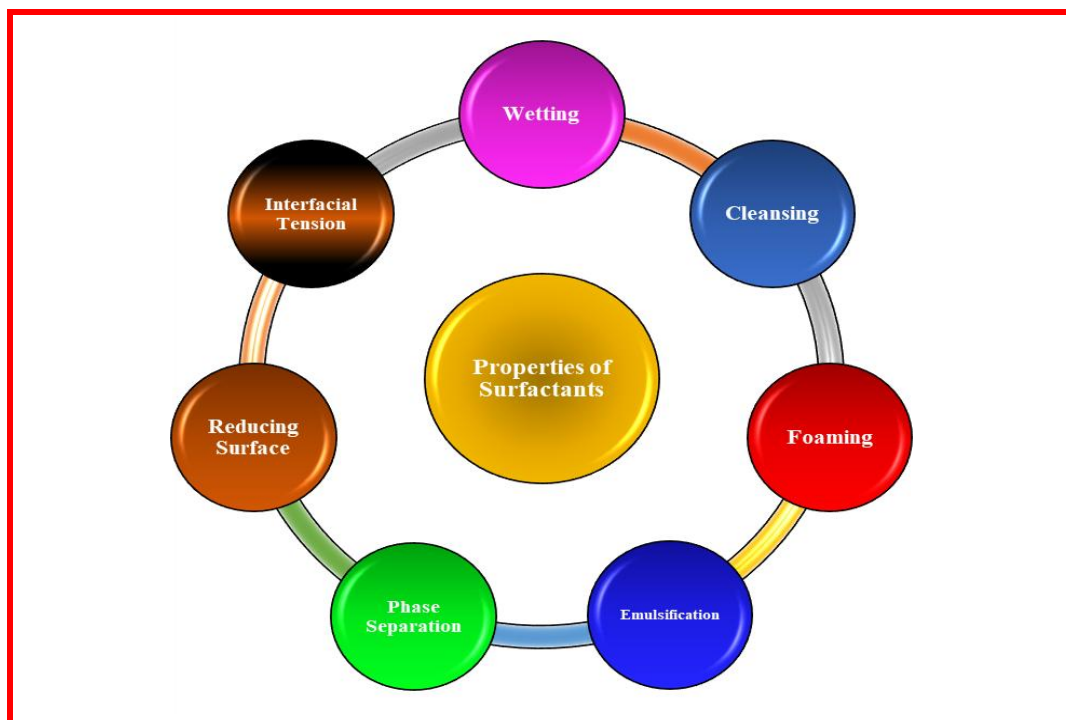 Properties of
Surfactants
Wetting
Cleansing
Foaming
Emulsification
Phase
Separation
Reducing
Surface
Interfacial
Tension